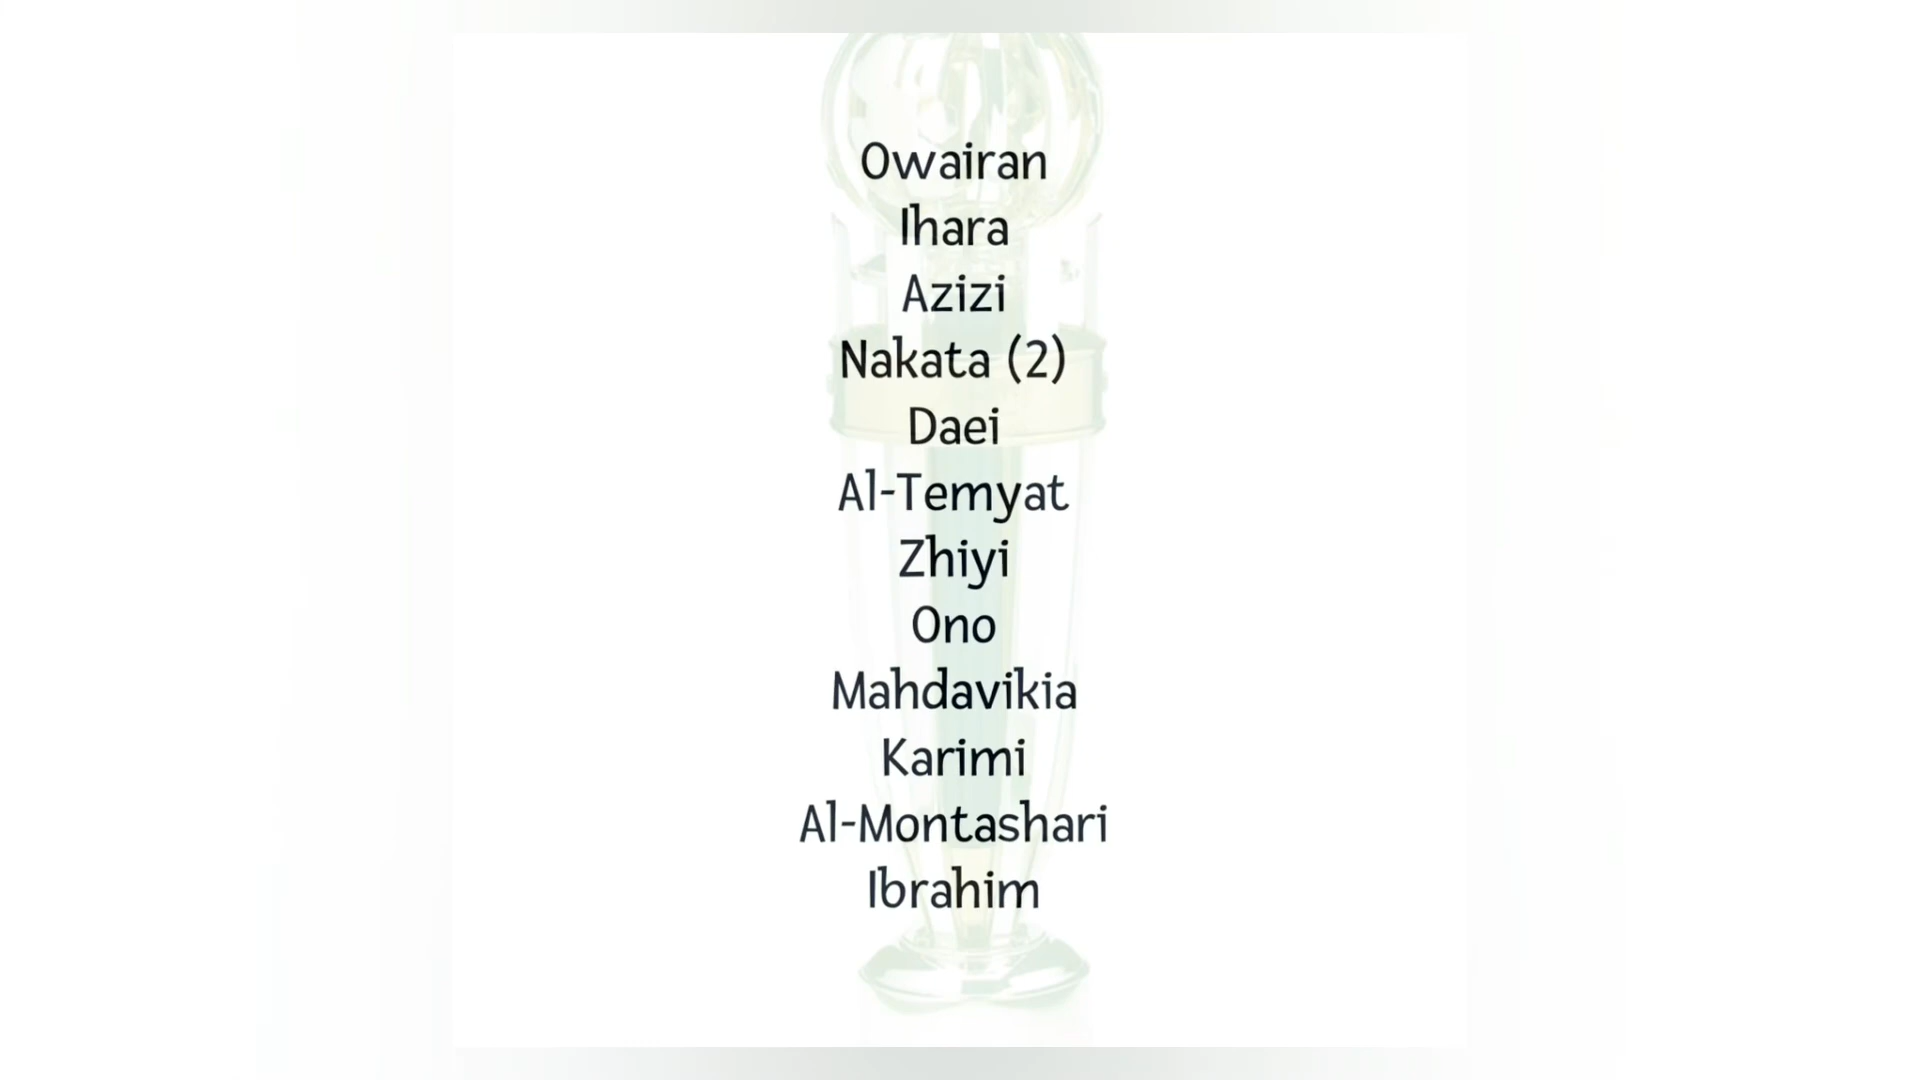 Owairan
Ihara
Azizi
Nakata (2)
Daei
Al-Temyat
Zhiyi
Ono
Mahdavikia
Karimi
Al-Montashari
Ibrahim